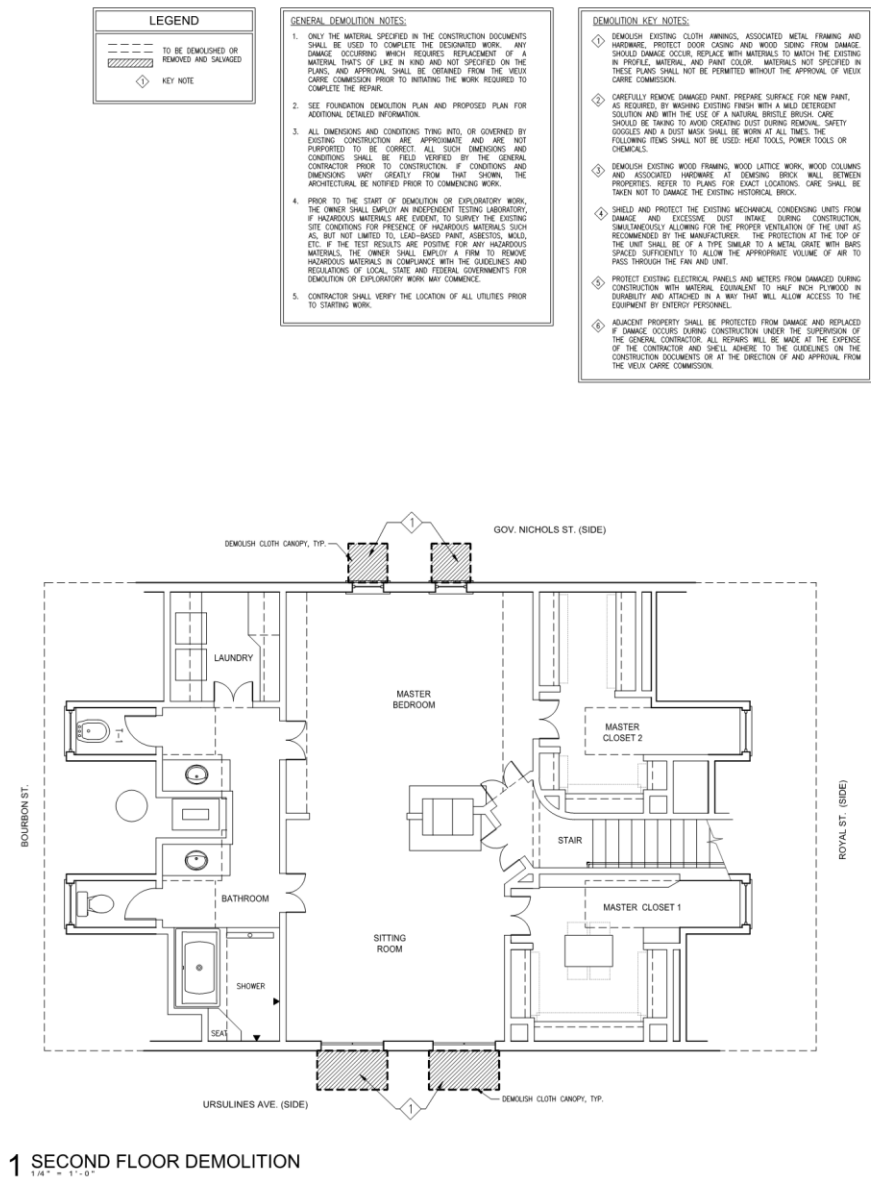 LEGEND
TO BE DEMOLISHED OR
REMOVED AND SALVAGED
1
KEY NOTE
GENERAL DEMOLITION NOTES:
1. ONLY THE MATERIAL SPECIFIED IN THE CONSTRUCTION DOCUMENTS
SHALL BE USED TO COMPLETE THE DESIGNATED WORK. ANY
DAMAGE OCCURRING WHICH REQUIRES REPLACEMENT OF A
MATERIAL THAT'S OF LIKE IN KIND AND NOT SPECIFIED ON THE
PLANS, AND APPROVAL SHALL BE OBTAINED FROM THE VIEUX
CARRE COMMISSION PRIOR TO INITIATING THE WORK REQUIRED TO
COMPLETE THE REPAIR.
2. SEE FOUNDATION DEMOLITION PLAN AND PROPOSED PLAN FOR
ADDITIONAL DETAILED INFORMATION.
3. ALL DIMENSIONS AND CONDITIONS TYING INTO, OR GOVERNED BY
EXISTING CONSTRUCTION ARE APPROXIMATE AND ARE NOT
PURPORTED TO BE CORRECT. ALL SUCH DIMENSIONS AND
CONDITIONS SHALL BE FIELD VERIFIED BY THE GENERAL
CONTRACTOR PRIOR TO CONSTRUCTION. IF CONDITIONS AND
DIMENSIONS VARY GREATLY FROM THAT SHOWN, THE
ARCHITECTURAL BE NOTIFIED PRIOR TO COMMENCING WORK.
4. PRIOR TO THE START OF DEMOLITION OR EXPLORATORY WORK,
THE OWNER SHALL EMPLOY AN INDEPENDENT TESTING LABORATORY,
IF HAZARDOUS MATERIALS ARE EVIDENT, TO SURVEY THE EXISTING
SITE CONDITIONS FOR PRESENCE OF HAZARDOUS MATERIALS SUCH
AS, BUT NOT LIMITED TO, LEAD-BASED PAINT, ASBESTOS, MOLD,
ETC. IF THE TEST RESULTS ARE POSITIVE FOR ANY HAZARDOUS
MATERIALS, THE OWNER SHALL EMPLOY A FIRM TO REMOVE
HAZARDOUS MATERIALS IN COMPLIANCE WITH THE GUIDELINES AND
REGULATIONS OF LOCAL, STATE AND FEDERAL GOVERNMENTS FOR
DEMOLITION OR EXPLORATORY WORK MAY COMMENCE.
5. CONTRACTOR SHALL VERIFY THE LOCATION OF ALL UTILITIES PRIOR
TO STARTING WORK.
DEMOLITION KEY NOTES:
1 DEMOLISH EXISTING CLOTH AWNINGS, ASSOCIATED METAL FRAMING AND
HARDWARE, PROTECT DOOR CASING AND WOOD SIDING FROM DAMAGE.
SHOULD DAMAGE OCCUR, REPLACE WITH MATERIALS TO MATCH THE EXISTING
IN PROFILE, MATERIAL, AND PAINT COLOR. MATERIALS NOT SPECIFIED IN
THESE PLANS SHALL NOT BE PERMITTED WITHOUT THE APPROVAL OF VIEUX
CARRE COMMISSION.
2 CAREFULLY REMOVE DAMAGED PAINT. PREPARE SURFACE FOR NEW PAINT,
AS REQUIRED, BY WASHING EXISTING FINISH WITH A MILD DETERGENT
SOLUTION AND WITH THE USE OF A NATURAL BRISTLE BRUSH. CARE
SHOULD BE TAKING TO AVOID CREATING DUST DURING REMOVAL. SAFETY
GOGGLES AND A DUST MASK SHALL BE WORN AT ALL TIMES. THE
FOLLOWING ITEMS SHALL NOT BE USED: HEAT TOOLS, POWER TOOLS OR
CHEMICALS.
3 DEMOLISH EXISTING WOOD FRAMING, WOOD LATTICE WORK, WOOD COLUMNS
AND ASSOCIATED HARDWARE AT DEMISING BRICK WALL BETWEEN
PROPERTIES. REFER TO PLANS FOR EXACT LOCATIONS. CARE SHALL BE
TAKEN NOT TO DAMAGE THE EXISTING HISTORICAL BRICK.
4 SHIELD AND PROTECT THE EXISTING MECHANICAL CONDENSING UNITS FROM
DAMAGE AND EXCESSIVE DUST INTAKE DURING CONSTRUCTION,
SIMULTANEOUSLY ALLOWING FOR THE PROPER VENTILATION OF THE UNIT AS
RECOMMENDED BY THE MANUFACTURER. THE PROTECTION AT THE TOP OF
THE UNIT SHALL BE OF A TYPE SIMILAR TO A METAL GRATE WITH BARS
SPACED SUFFICIENTLY TO ALLOW THE APPROPRIATE VOLUME OF AIR TO
PASS THROUGH THE FAN AND UNIT.
5 PROTECT EXISTING ELECTRICAL PANELS AND METERS FROM DAMAGED DURING
CONSTRUCTION WITH MATERIAL EQUIVALENT TO HALF INCH PLYWOOD IN
DURABILITY AND ATTACHED IN A WAY THAT WILL ALLOW ACCESS TO THE
EQUIPMENT BY ENTERGY PERSONNEL.
6 ADJACENT PROPERTY SHALL BE PROTECTED FROM DAMAGE AND REPLACED
IF DAMAGE OCCURS DURING CONSTRUCTION UNDER THE SUPERVISION OF
THE GENERAL CONTRACTOR. ALL REPAIRS WILL BE MADE AT THE EXPENSE
OF THE CONTRACTOR AND SHE'LL ADHERE TO THE GUIDELINES ON THE
CONSTRUCTION DOCUMENTS OR AT THE DIRECTION OF AND APPROVAL FROM
THE VIEUX CARRE COMMISSION.
1
GOV. NICHOLS ST. (SIDE)
DEMOLISH CLOTH CANOPY, TYP.
LAUNDRY
MASTER
BEDROOM
MASTER
CLOSET 2
T-1
BOURBON ST.
ROYAL ST. (SIDE)
STAIR
BATHROOM
MASTER CLOSET 1
SITTING
ROOM
SHOWER
SEAT
URSULINES AVE. (SIDE)
1
DEMOLISH CLOTH CANOPY, TYP.
1 SECOND FLOOR DEMOLITION
1/4" = 1'-0"